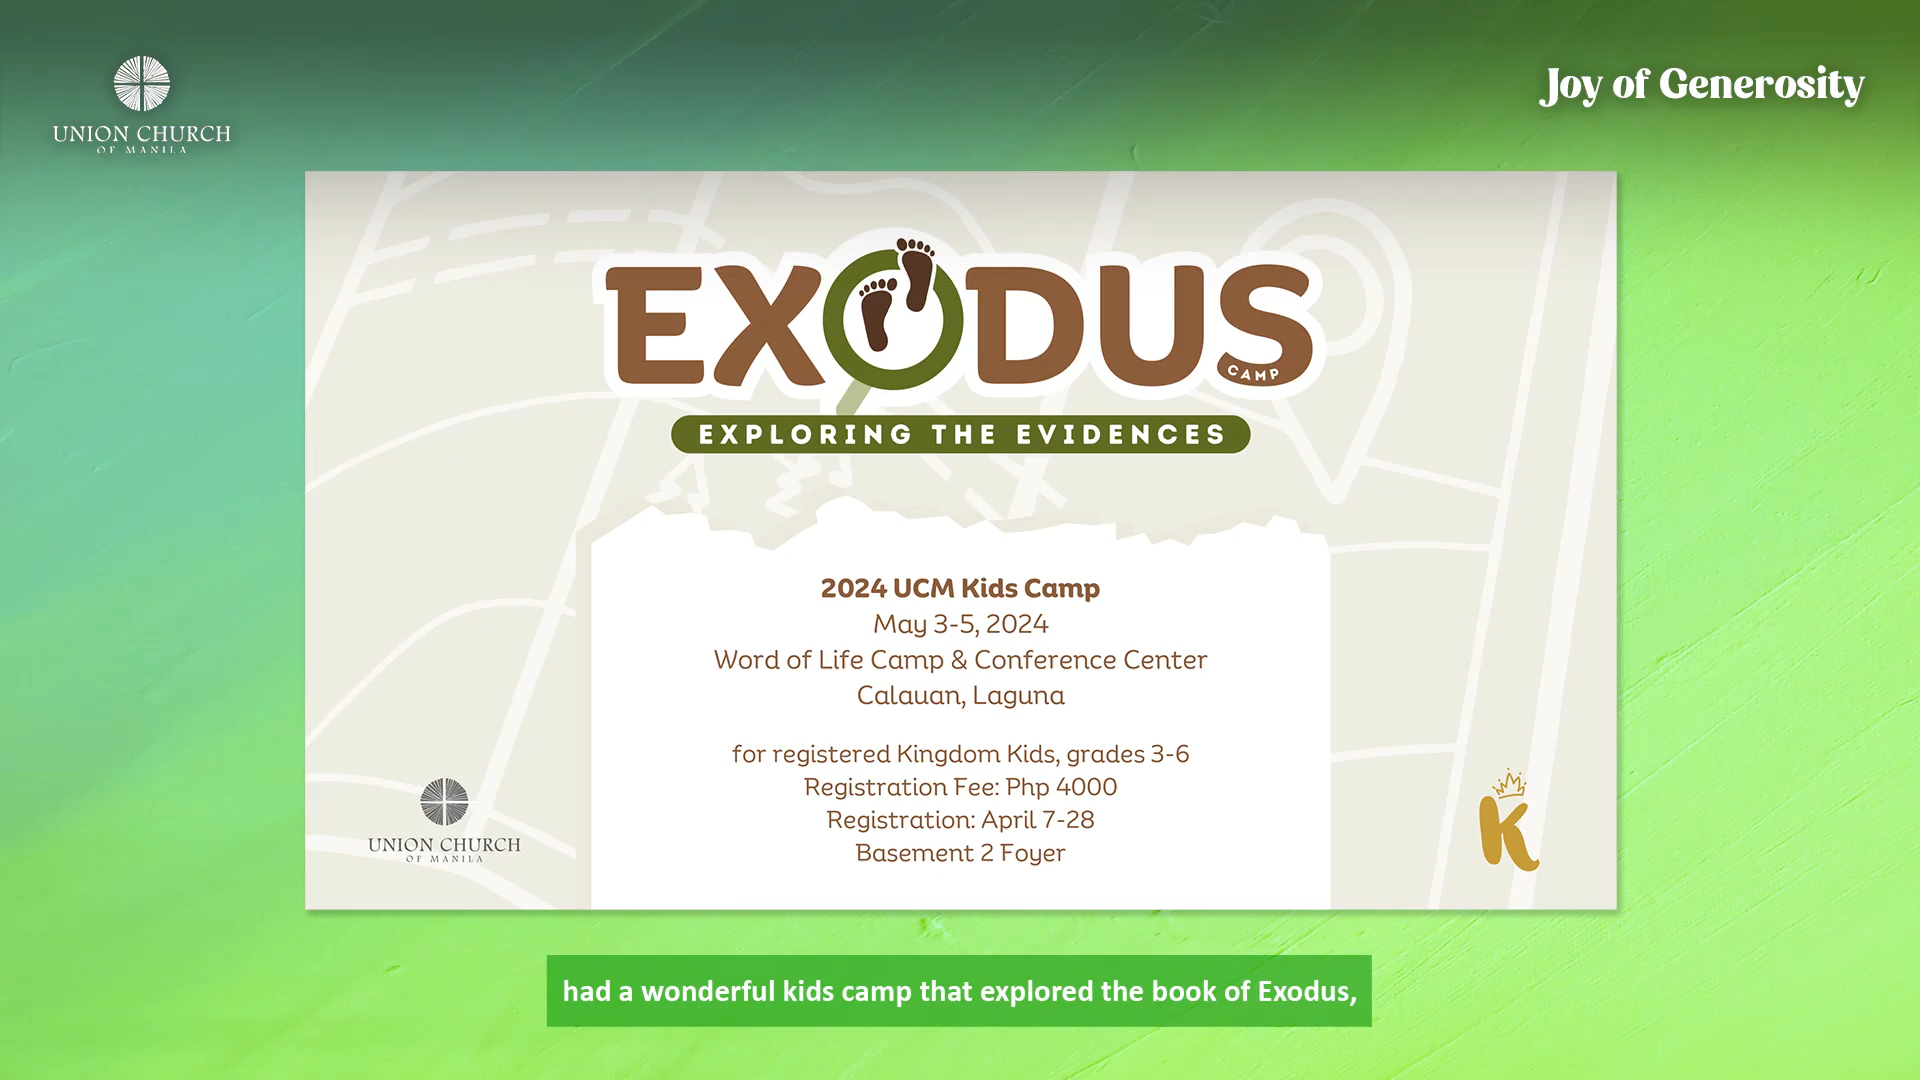 UNION CHURCH
OF MANILA
Joy of Generosity
EXODUS
CAMP
EXPLORING THE EVIDENCES
2024 UCM Kids Camp
May 3-5, 2024
Word of Life Camp & Conference Center
Calauan, Laguna
for registered Kingdom Kids, grades 3-6
Registration Fee: Php 4000
Registration: April 7-28
Basement 2 Foyer
UNION CHURCH
OF MANILA
K
had a wonderful kids camp that explored the book of Exodus,